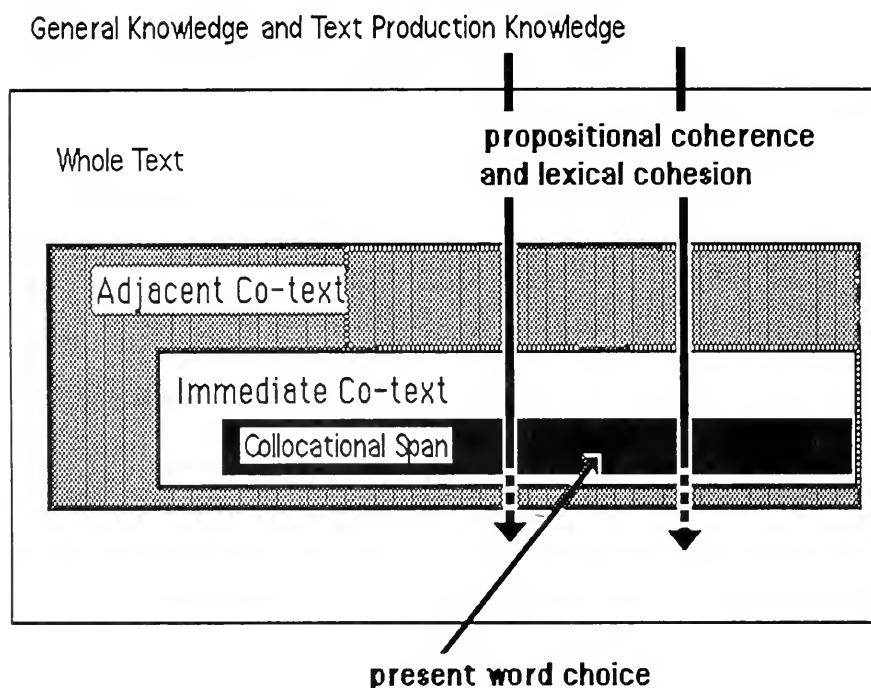 General Knowledge and Text Production Knowledge
propositional coherence
and lexical cohesion
Whole Text
Adjacent Co-text
Immediate Co-text
Collocational Span
present word choice